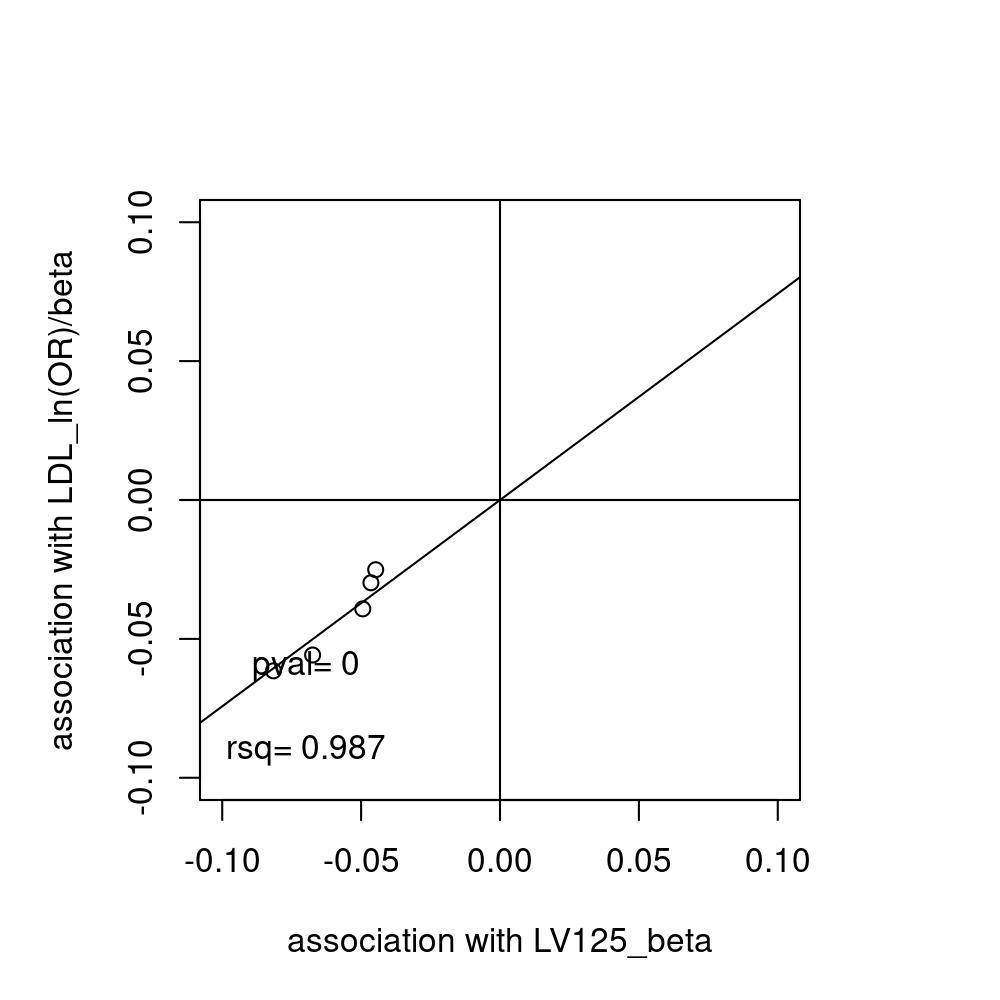 association with LDL_ln(OR)/beta
0.10
0.05
0.00
-0.05
-0.10
pval= 0
rsq= 0.987
-0.10 -0.05 0.00 0.05 0.10
association with LV125_beta